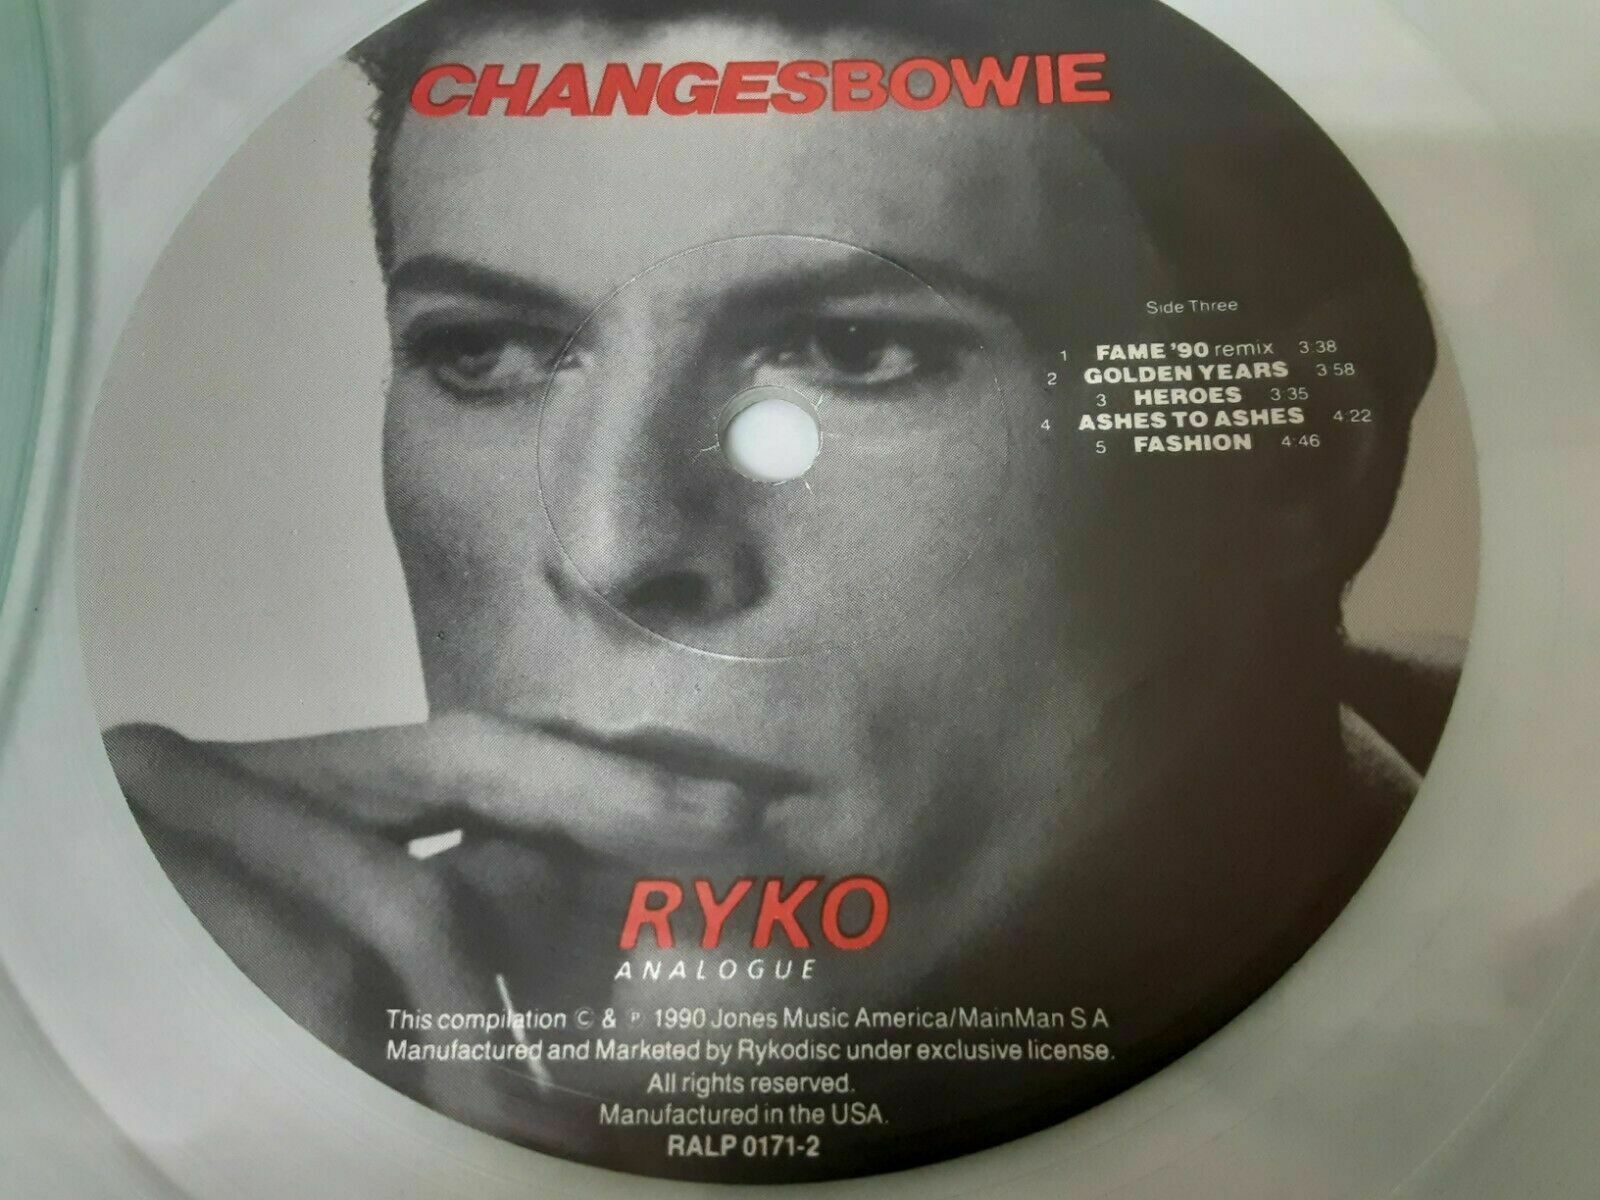 CHANGESBOWIE
Side Three
1 FAME '90 remix 3:38
2 GOLDEN YEARS 3:58
3 HEROES 3:35
4 ASHES TO ASHES 4:22
5 FASHION 4:46
RYKO
ANALOGUE
This compilation © & ℗ 1990 Jones Music America/MainMan S A
Manufactured and Marketed by Rykodisc under exclusive license.
All rights reserved.
Manufactured in the USA.
RALP 0171-2